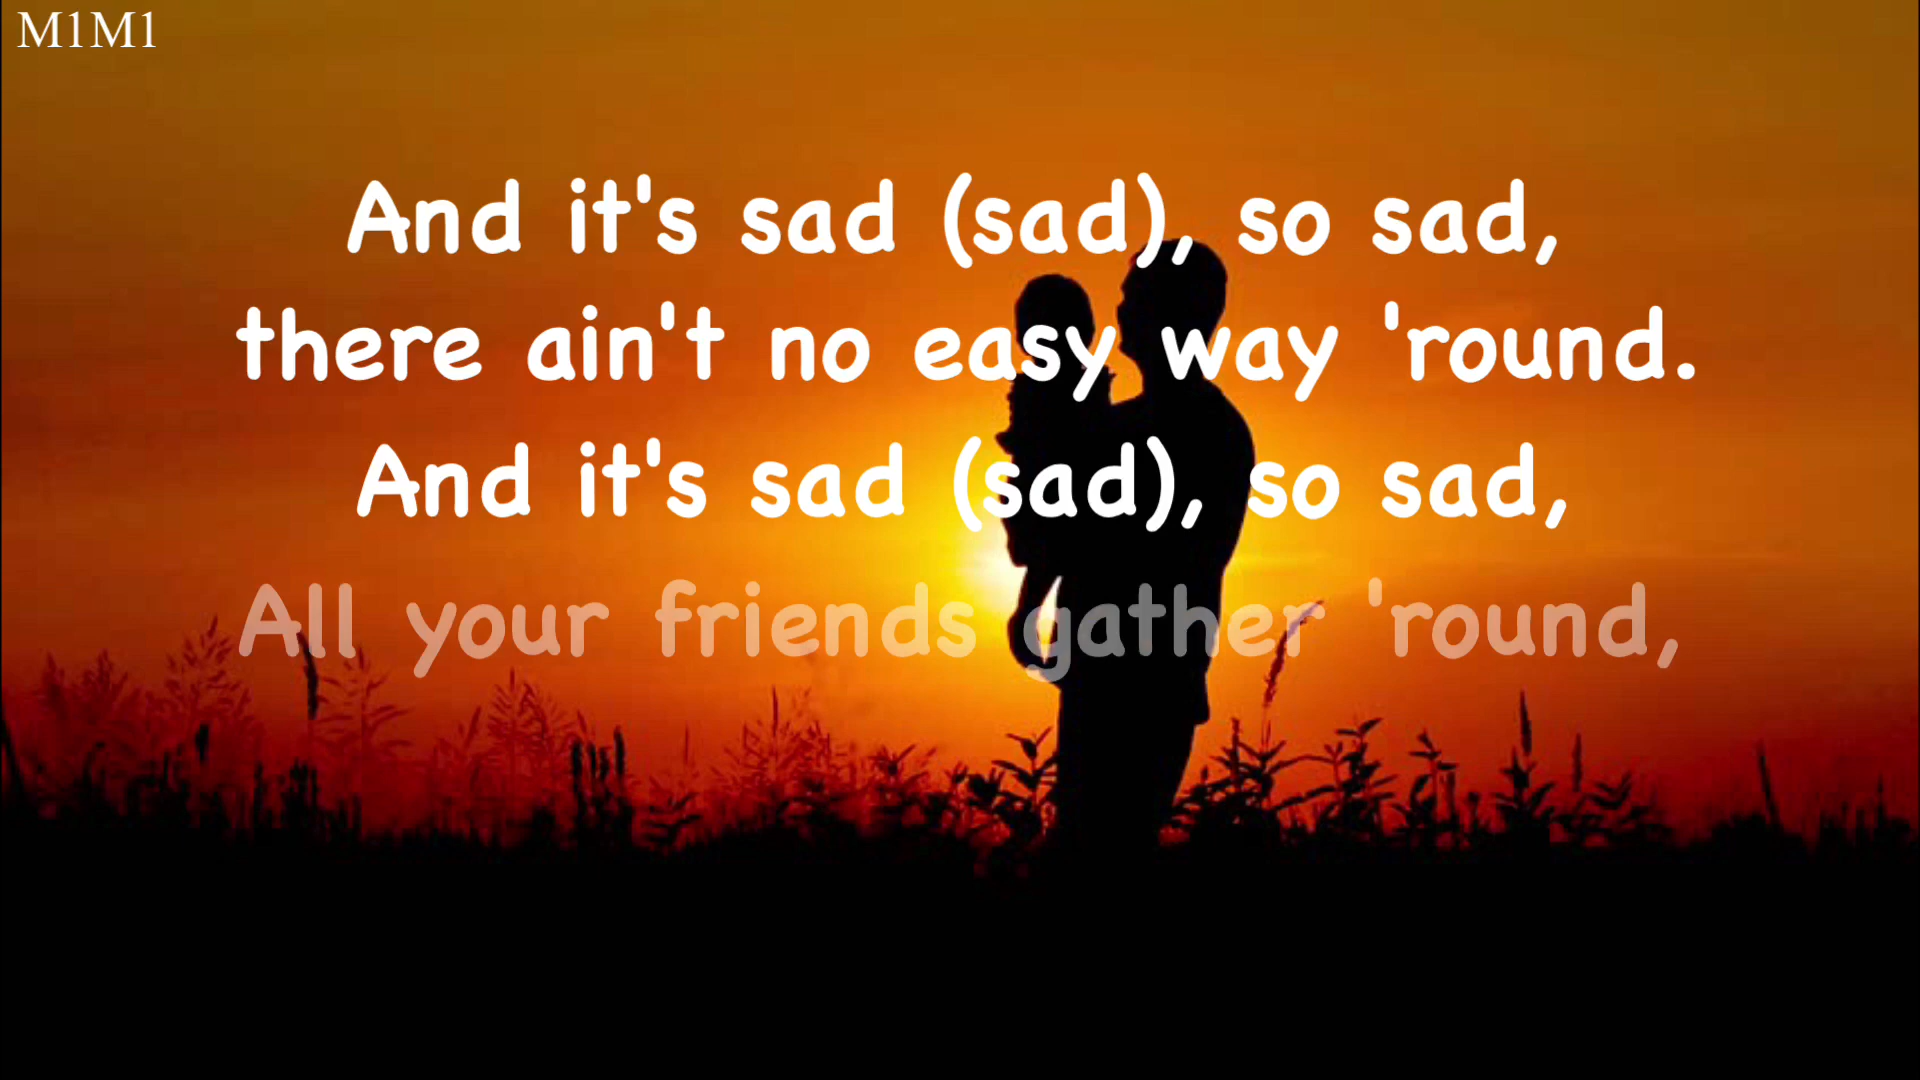 M1M1
And it's sad (sad), so sad,
there ain't no easy way 'round.
And it's sad (sad), so sad,
All your friends gather 'round,